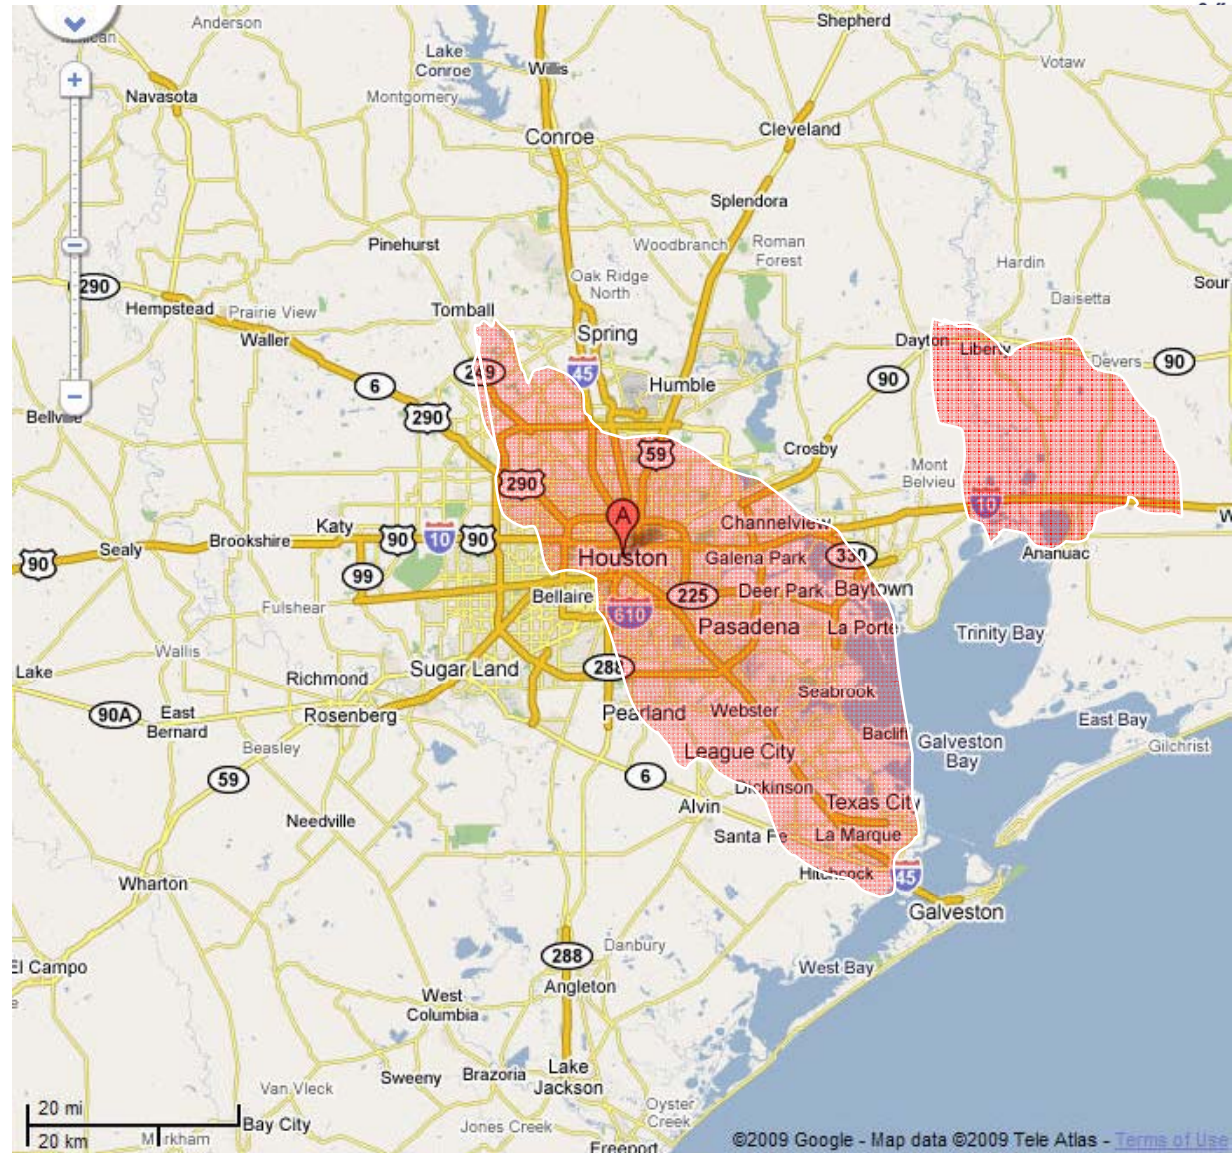 Shepherd
Anderson
Lake
Conroe
Willis
Votaw
Navasota
Montgomery
Conroe
Cleveland
Splendora
Pinehurst
Woodbranch
Roman
Forest
Oak Ridge
North
Hardin
290
Sour
Hempstead
Prairie View
Tomball
Daisetta
Waller
Spring
Dayton
Liberty
Devers
90
249
45
Humble
90
6
290
Bellville
59
Crosby
Mont
Belvieu
290
10
A
Channelview
Katy
90
10
90
Sealy
Brookshire
W
90
Houston
Galena Park
330
Anahuac
99
Deer Park
Baytown
225
Bellaire
Fulshear
610
Pasadena
La Porte
Trinity Bay
Wallis
Lake
Richmond
Sugar Land
288
Seabrook
90A
East
Bernard
Rosenberg
Pearland
Webster
East Bay
Beasley
Bacliff
Galveston
Bay
Gilchrist
League City
59
6
Dickinson
Alvin
Texas City
Needville
Santa Fe
La Marque
Wharton
Hitchcock
45
Galveston
Danbury
288
El Campo
West Bay
Angleton
West
Columbia
Lake
Jackson
Sweeny
Brazoria
Van Vleck
20 mi
Oyster
Creek
Bay City
Jones Creek
20 km
Markham
Freeport
©2009 Google - Map data ©2009 Tele Atlas - Terms of Use